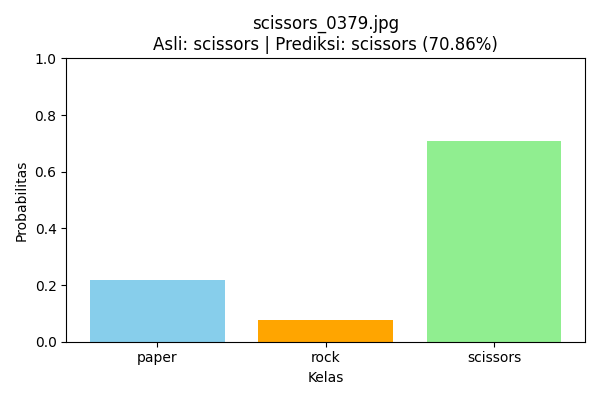 scissors_0379.jpg
Asli: scissors | Prediksi: scissors (70.86%)
1.0
0.8
0.6
0.4
0.2
0.0
Probabilitas
paper
rock
scissors
Kelas